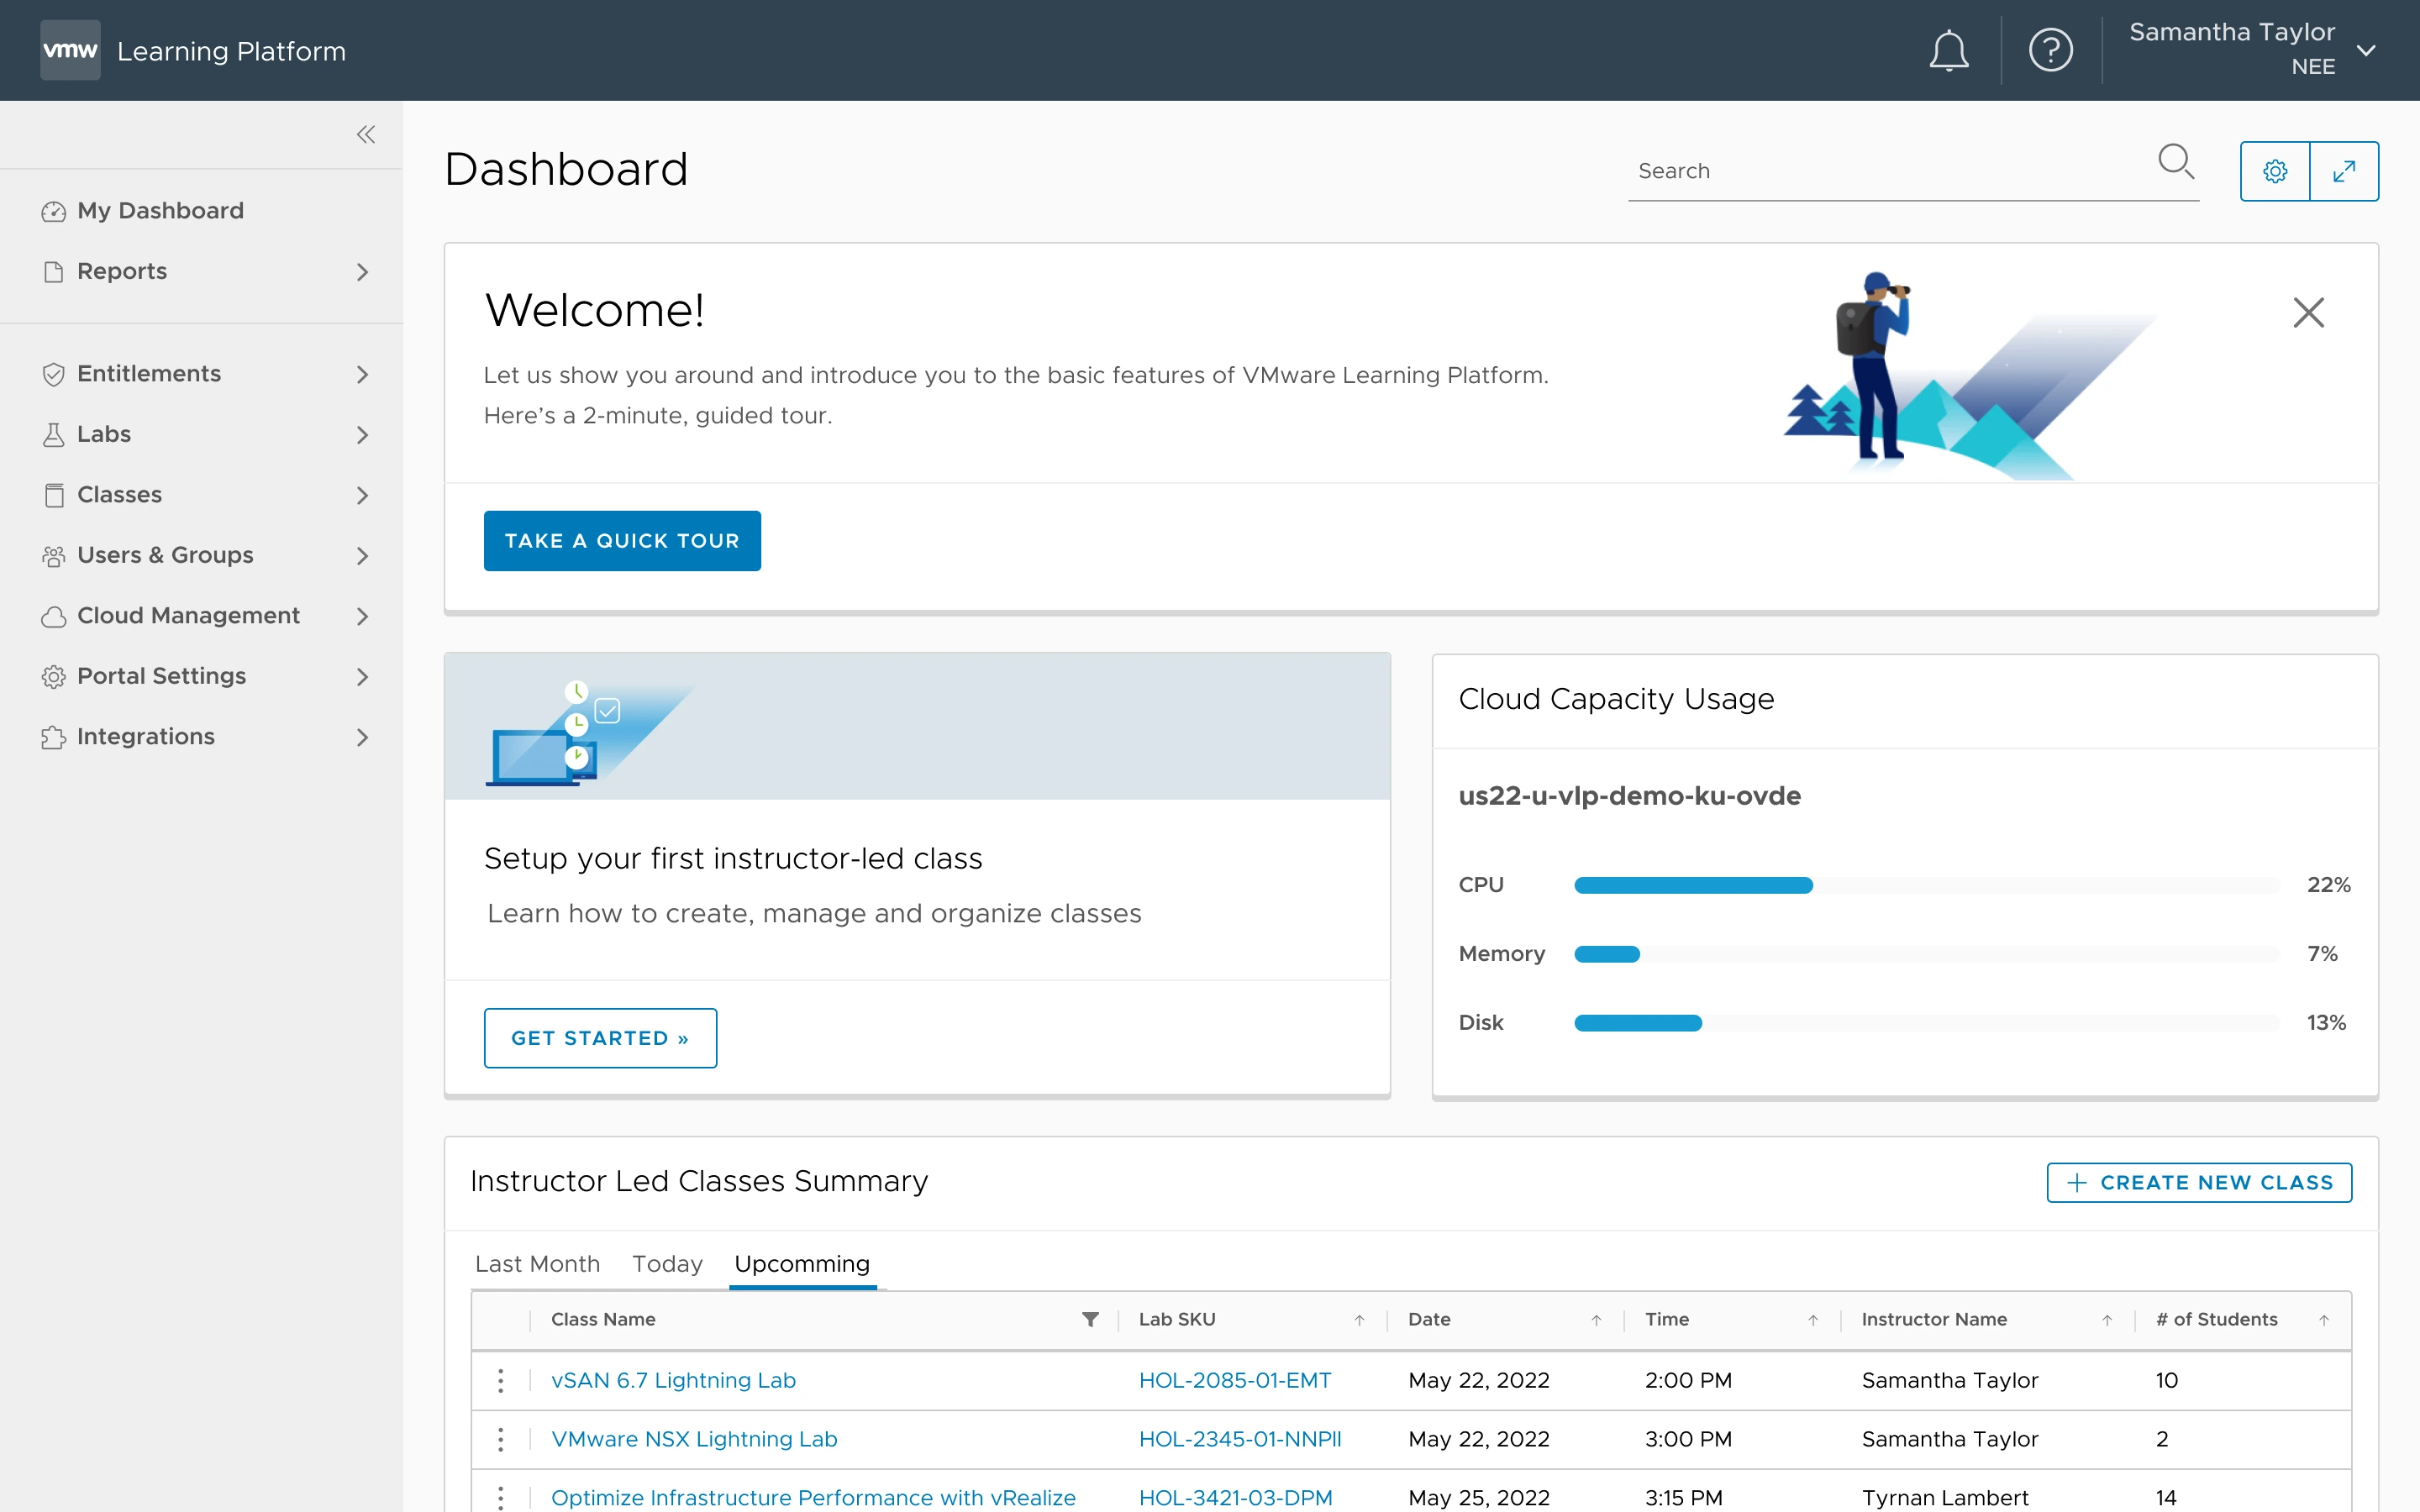 vmw Learning Platform
Samantha Taylor
NEE
My Dashboard
Reports
Entitlements
Labs
Classes
Users & Groups
Cloud Management
Portal Settings
Integrations
Dashboard
Search
Welcome!
Let us show you around and introduce you to the basic features of VMware Learning Platform.
Here’s a 2-minute, guided tour.
TAKE A QUICK TOUR
Setup your first instructor-led class
Learn how to create, manage and organize classes
GET STARTED »
Cloud Capacity Usage
us22-u-vlp-demo-ku-ovde
CPU 22%
Memory 7%
Disk 13%
Instructor Led Classes Summary
CREATE NEW CLASS
Last Month Today Upcomming
Class Name Lab SKU Date Time Instructor Name # of Students
vSAN 6.7 Lightning Lab HOL-2085-01-EMT May 22, 2022 2:00 PM Samantha Taylor 10
VMware NSX Lightning Lab HOL-2345-01-NNPII May 22, 2022 3:00 PM Samantha Taylor 2
Optimize Infrastructure Performance with vRealize HOL-3421-03-DPM May 25, 2022 3:15 PM Tyrnan Lambert 14